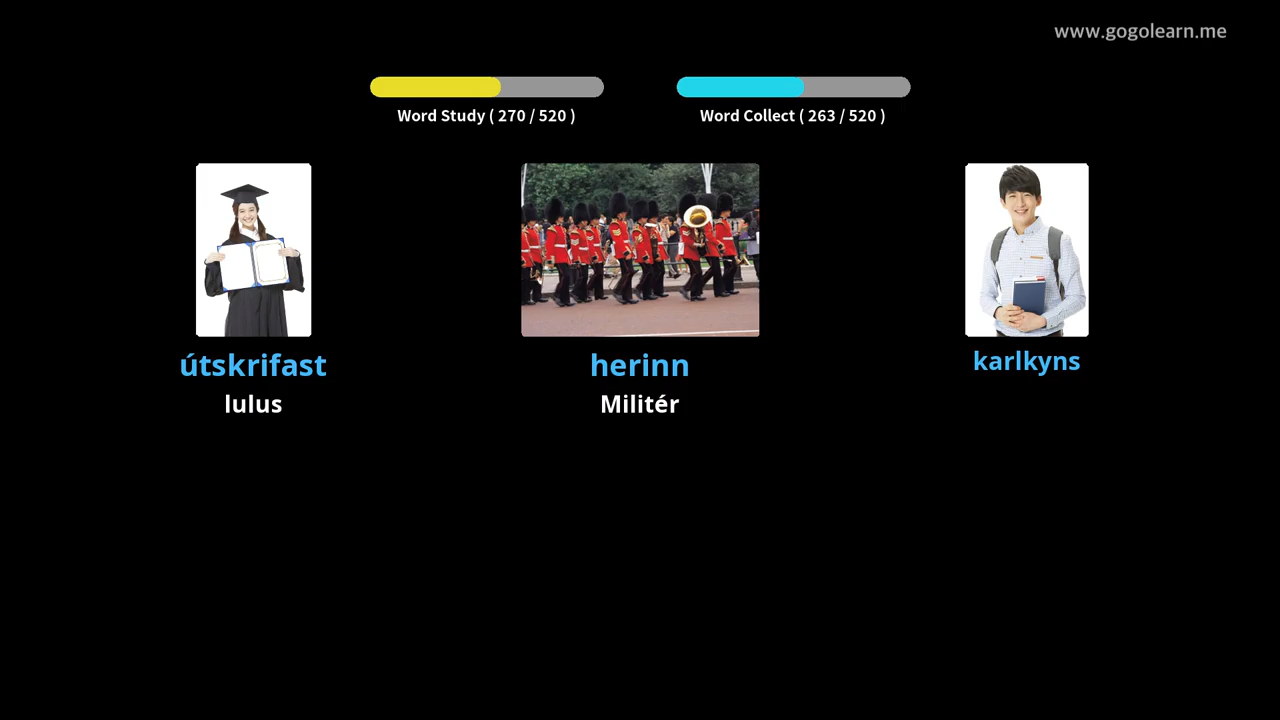 www.gogolearn.me
Word Study ( 270 / 520 )
Word Collect ( 263 / 520 )
útskrifast
herinn
karlkyns
lulus
Militér